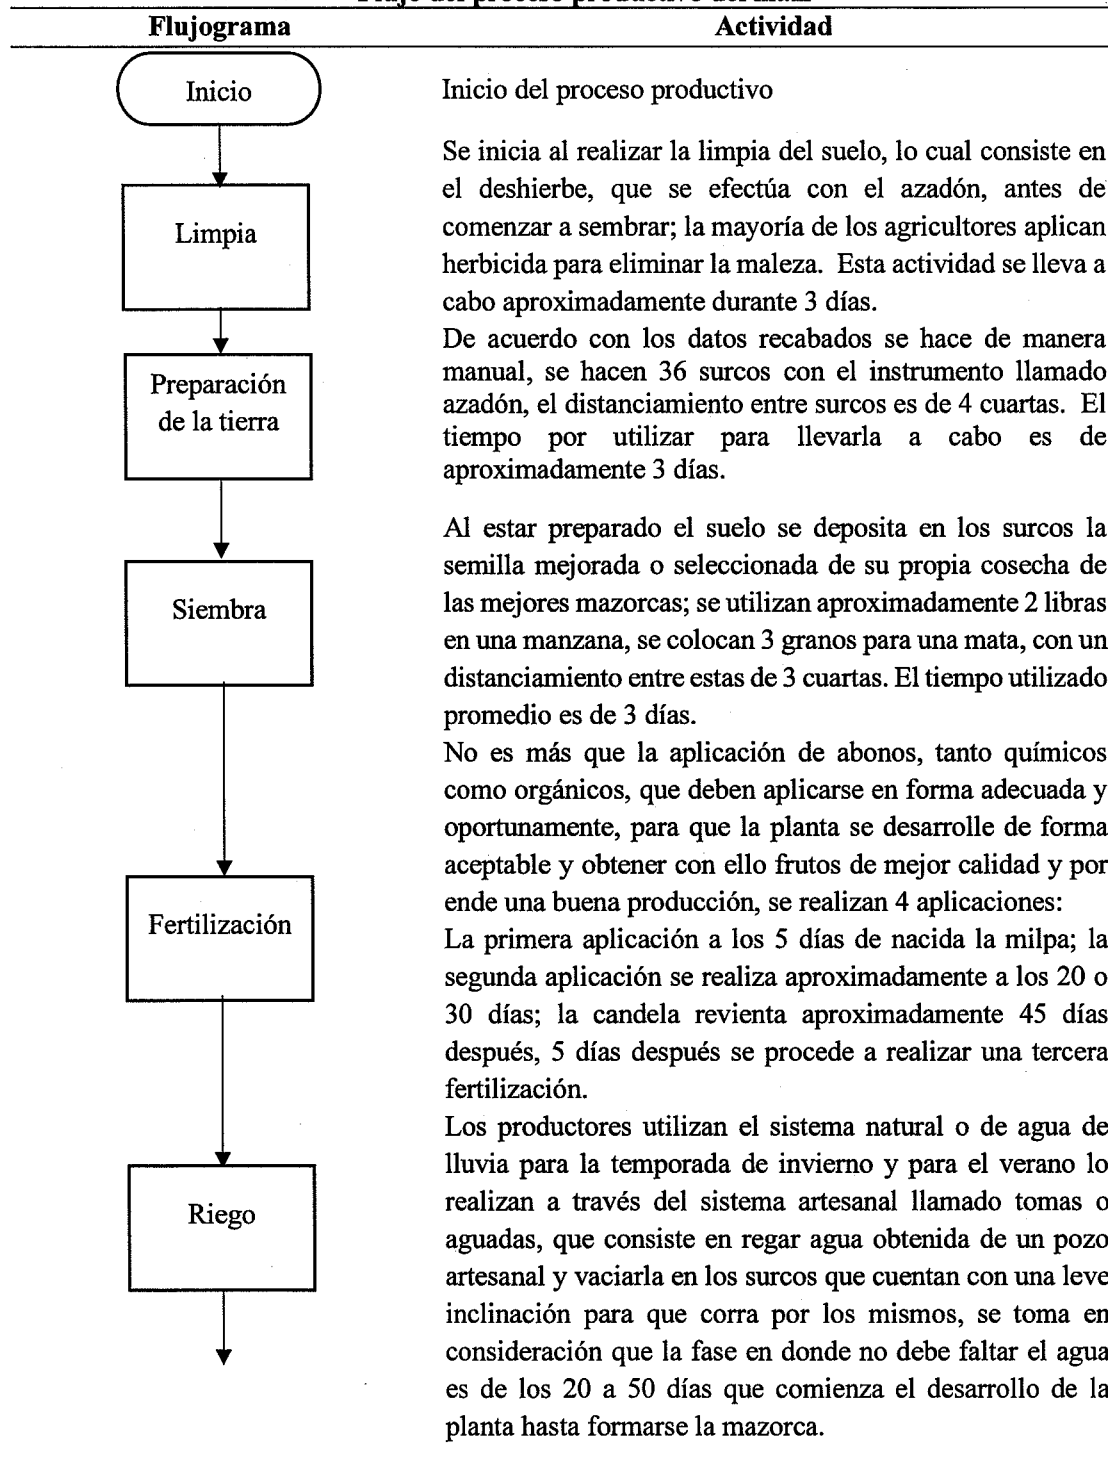 Flujograma Actividad
Inicio
Inicio del proceso productivo
Limpia
Se inicia al realizar la limpia del suelo, lo cual consiste en
el deshierbe, que se efectúa con el azadón, antes de
comenzar a sembrar; la mayoría de los agricultores aplican
herbicida para eliminar la maleza. Esta actividad se lleva a
cabo aproximadamente durante 3 días.
Preparación
de la tierra
De acuerdo con los datos recabados se hace de manera
manual, se hacen 36 surcos con el instrumento llamado
azadón, el distanciamiento entre surcos es de 4 cuartas. El
tiempo por utilizar para llevarla a cabo es de
aproximadamente 3 días.
Siembra
Al estar preparado el suelo se deposita en los surcos la
semilla mejorada o seleccionada de su propia cosecha de
las mejores mazorcas; se utilizan aproximadamente 2 libras
en una manzana, se colocan 3 granos para una mata, con un
distanciamiento entre estas de 3 cuartas. El tiempo utilizado
promedio es de 3 días.
Fertilización
No es más que la aplicación de abonos, tanto químicos
como orgánicos, que deben aplicarse en forma adecuada y
oportunamente, para que la planta se desarrolle de forma
aceptable y obtener con ello frutos de mejor calidad y por
ende una buena producción, se realizan 4 aplicaciones:
La primera aplicación a los 5 días de nacida la milpa; la
segunda aplicación se realiza aproximadamente a los 20 o
30 días; la candela revienta aproximadamente 45 días
después, 5 días después se procede a realizar una tercera
fertilización.
Riego
Los productores utilizan el sistema natural o de agua de
lluvia para la temporada de invierno y para el verano lo
realizan a través del sistema artesanal llamado tomas o
aguadas, que consiste en regar agua obtenida de un pozo
artesanal y vaciarla en los surcos que cuentan con una leve
inclinación para que corra por los mismos, se toma en
consideración que la fase en donde no debe faltar el agua
es de los 20 a 50 días que comienza el desarrollo de la
planta hasta formarse la mazorca.